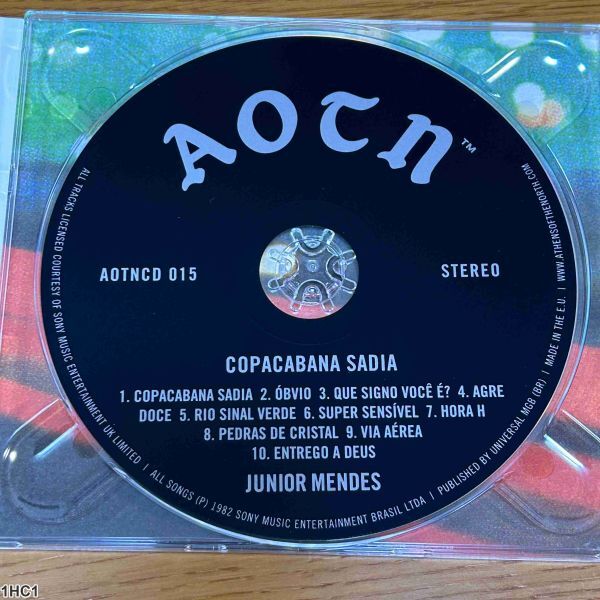 AOTN™
AOTNCD 015
STEREO
COPACABANA SADIA
1. COPACABANA SADIA 2. ÓBVIO 3. QUE SIGNO VOCÊ É? 4. AGRE
DOCE 5. RIO SINAL VERDE 6. SUPER SENSÍVEL 7. HORA H
8. PEDRAS DE CRISTAL 9. VIA AÉREA
10. ENTREGO A DEUS
JUNIOR MENDES
ALL TRACKS LICENSED COURTESY OF SONY MUSIC ENTERTAINMENT UK LIMITED | ALL SONGS (P) 1982 SONY MUSIC ENTERTAINMENT BRASIL LTDA | PUBLISHED BY UNIVERSAL MGB (BR) | MADE IN THE E.U. | WWW.ATHENSOFTHENORTH.COM
1HC1